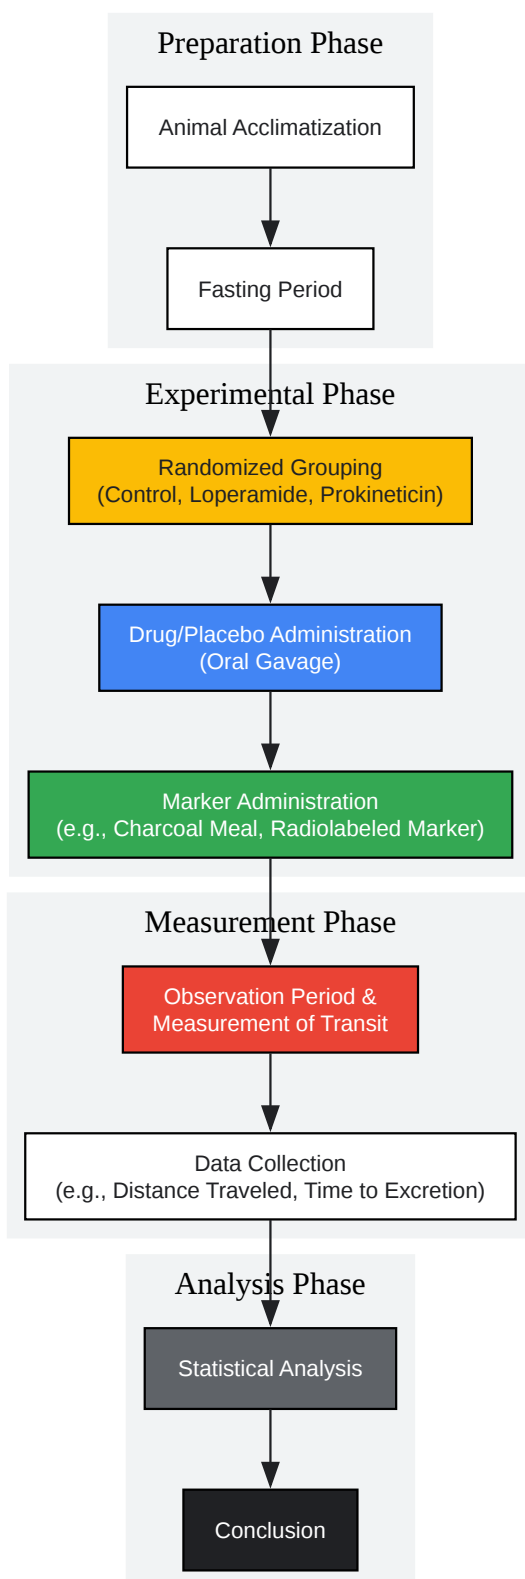 Preparation Phase
Animal Acclimatization
Fasting Period
Experimental Phase
Randomized Grouping
(Control, Loperamide, Prokineticin)
Drug/Placebo Administration
(Oral Gavage)
Marker Administration
(e.g., Charcoal Meal, Radiolabeled Marker)
Measurement Phase
Observation Period &
Measurement of Transit
Data Collection
(e.g., Distance Traveled, Time to Excretion)
Analysis Phase
Statistical Analysis
Conclusion